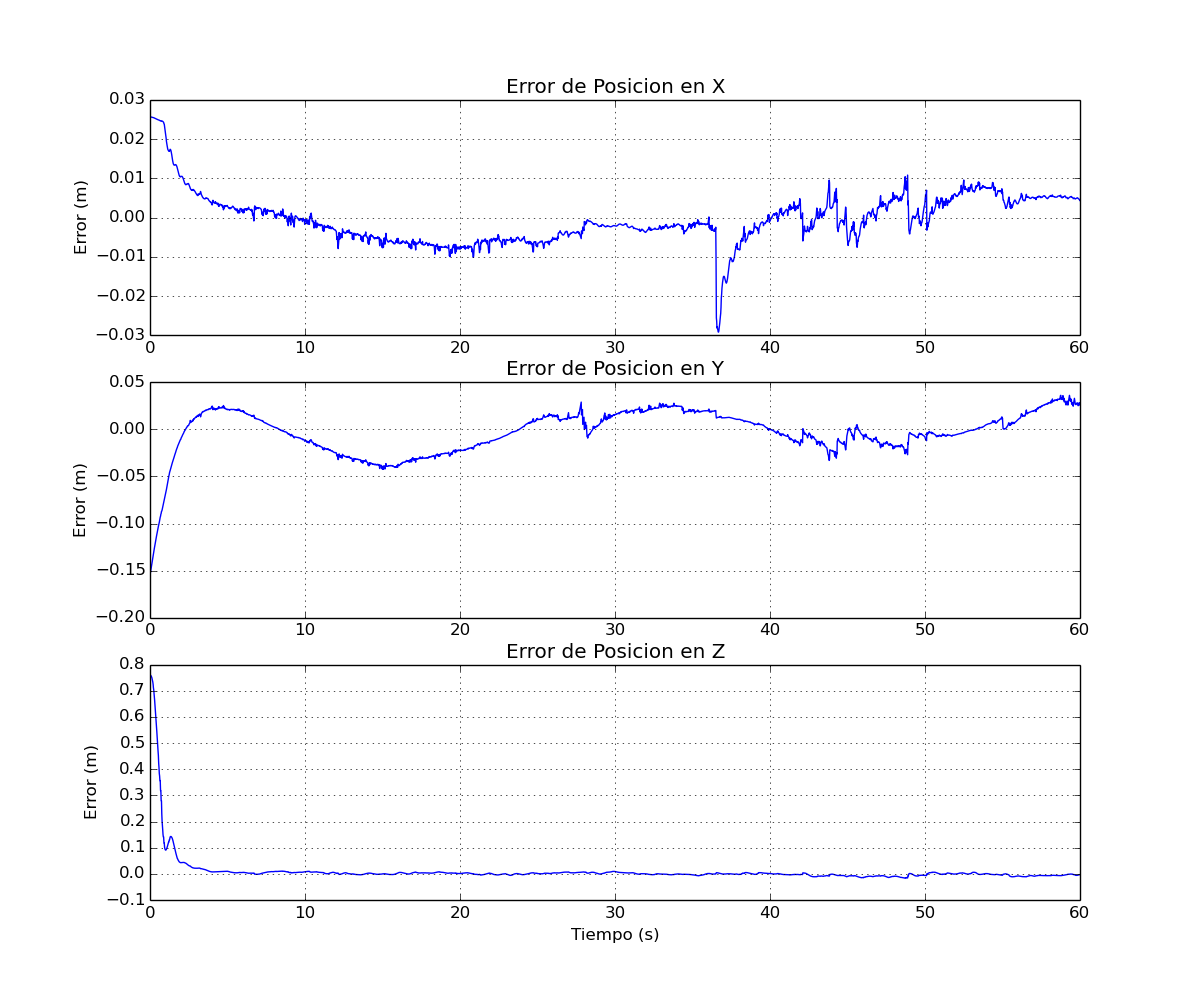 Error de Posicion en X
0.03
0.02
0.01
0.00
−0.01
−0.02
−0.03
Error (m)
0 10 20 30 40 50 60
Error de Posicion en Y
0.05
0.00
−0.05
−0.10
−0.15
−0.20
Error (m)
0 10 20 30 40 50 60
Error de Posicion en Z
0.8
0.7
0.6
0.5
0.4
0.3
0.2
0.1
0.0
−0.1
Error (m)
0 10 20 30 40 50 60
Tiempo (s)